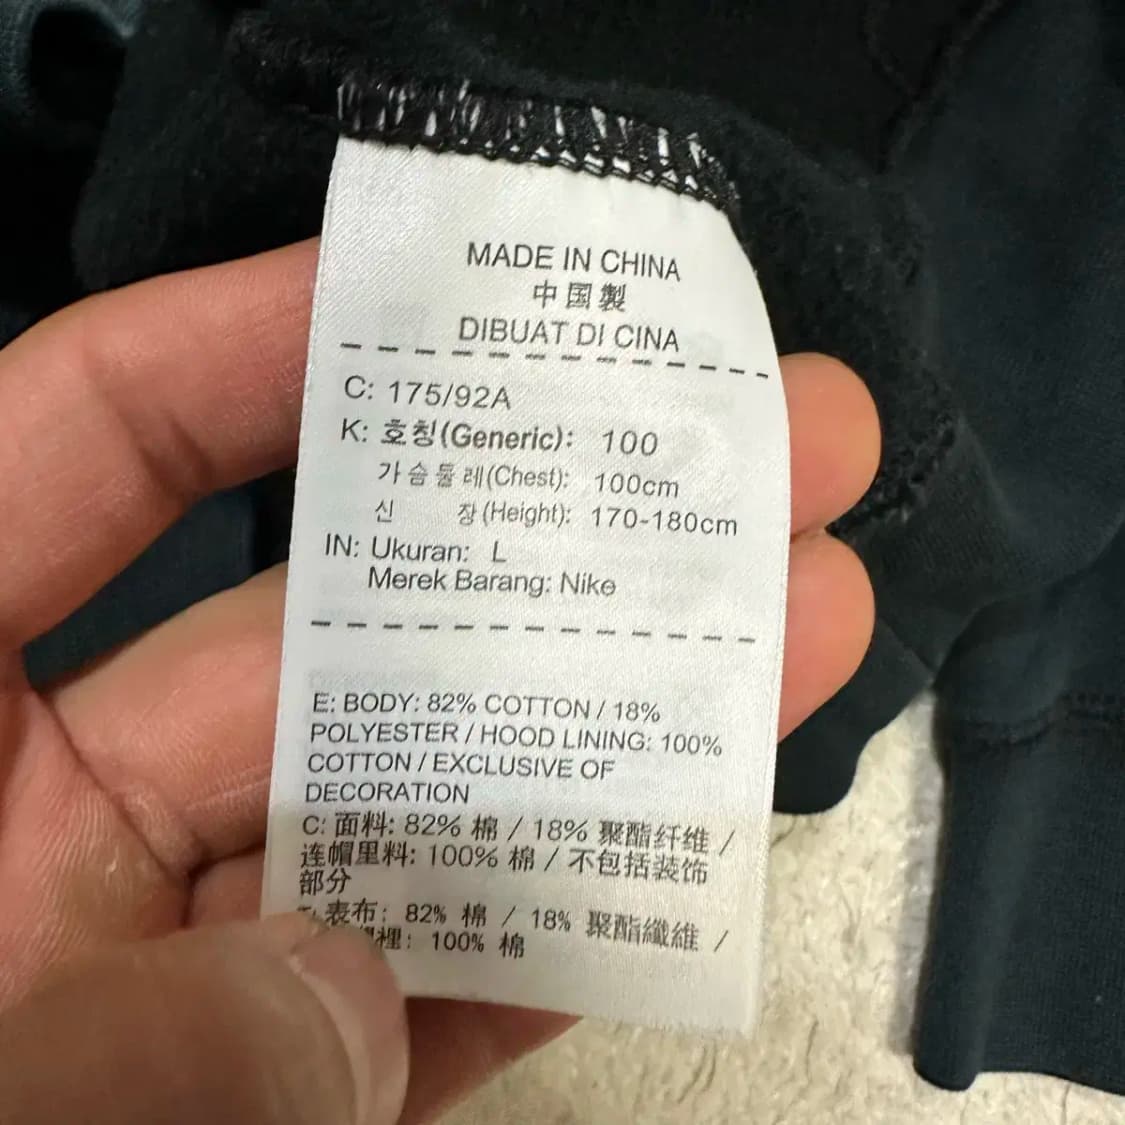 MADE IN CHINA
中国製
DIBUAT DI CINA
C: 175/92A
K: 호칭(Generic): 100
가슴둘레(Chest): 100cm
신 장(Height): 170-180cm
IN: Ukuran: L
Merek Barang: Nike
E: BODY: 82% COTTON / 18%
POLYESTER / HOOD LINING: 100%
COTTON / EXCLUSIVE OF
DECORATION
C: 面料: 82% 棉 / 18% 聚酯纤维 /
连帽里料: 100% 棉 / 不包括装饰
部分
表布: 82% 棉 / 18% 聚酯纖維 /
裡: 100% 棉